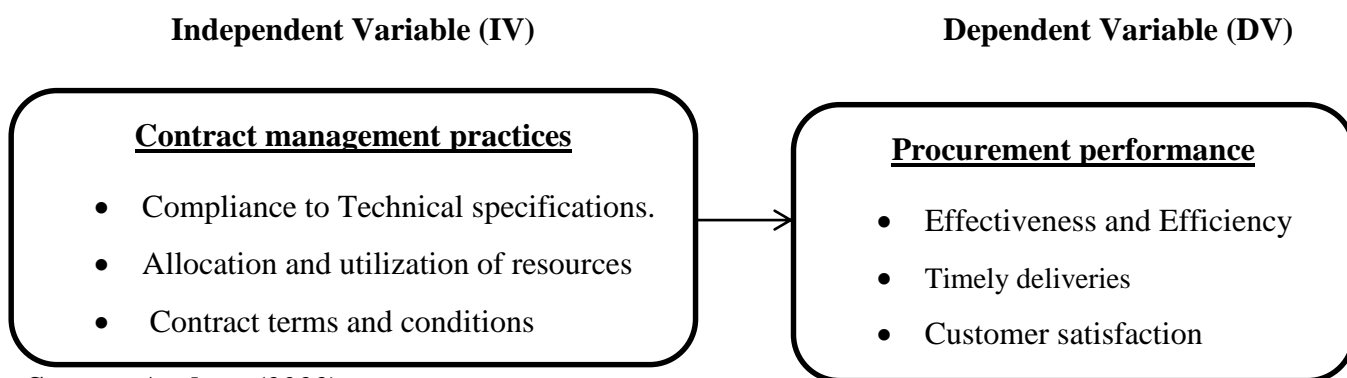 Independent Variable (IV)
Dependent Variable (DV)
Contract management practices
• Compliance to Technical specifications.
• Allocation and utilization of resources
• Contract terms and conditions
Procurement performance
• Effectiveness and Efficiency
• Timely deliveries
• Customer satisfaction